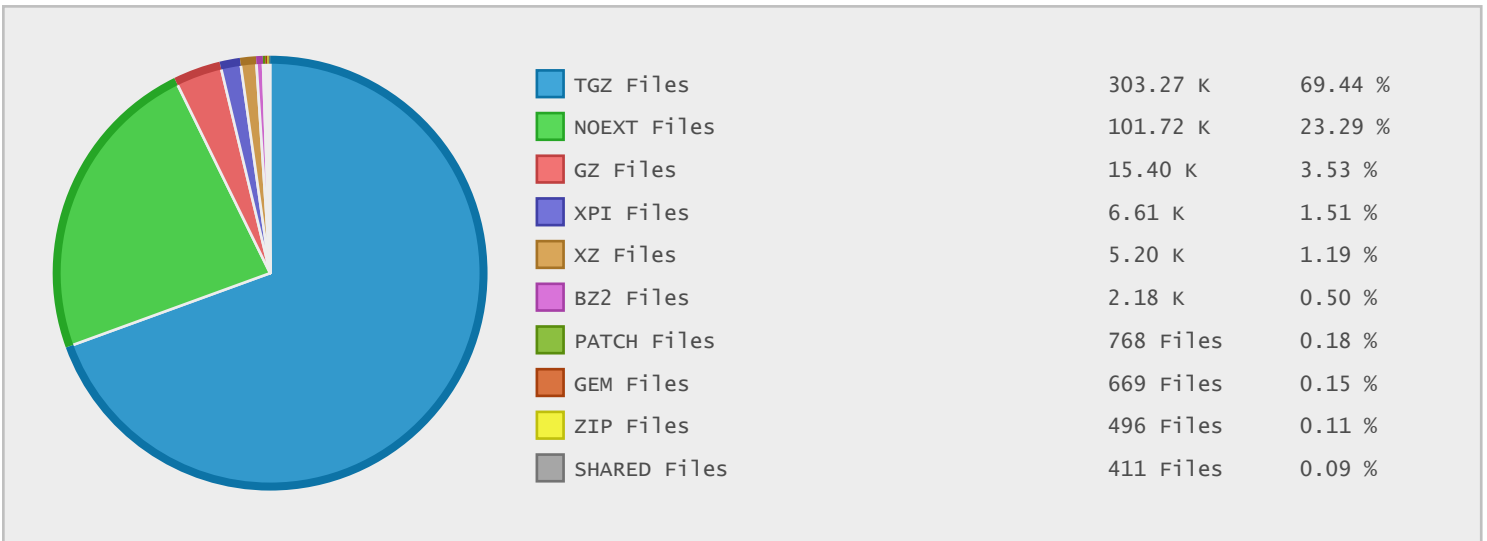 TGZ Files 303.27 K 69.44 %
NOEXT Files 101.72 K 23.29 %
GZ Files 15.40 K 3.53 %
XPI Files 6.61 K 1.51 %
XZ Files 5.20 K 1.19 %
BZ2 Files 2.18 K 0.50 %
PATCH Files 768 Files 0.18 %
GEM Files 669 Files 0.15 %
ZIP Files 496 Files 0.11 %
SHARED Files 411 Files 0.09 %